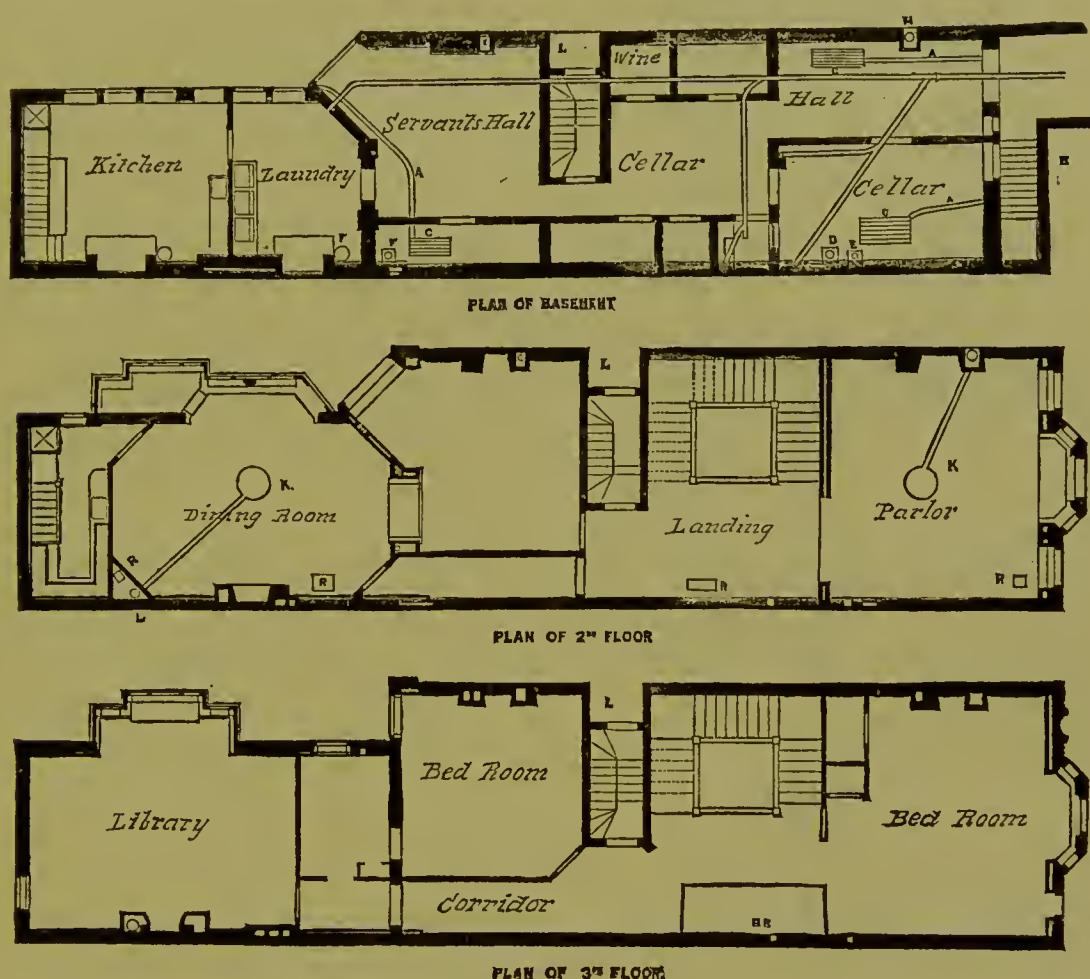 H
L
Wine
A
Hall
Servants Hall
Kitchen
Laundry
Cellar
A
Cellar
A
C
F
F
C
D
E
PLAN OF BASEMENT
L
K.
K
Dining Room
Landing
Parlor
R
R
R
R
L
PLAN OF 2ND FLOOR
L
Bed Room
Library
Bed Room
Corridor
PLAN OF 3RD FLOOR.